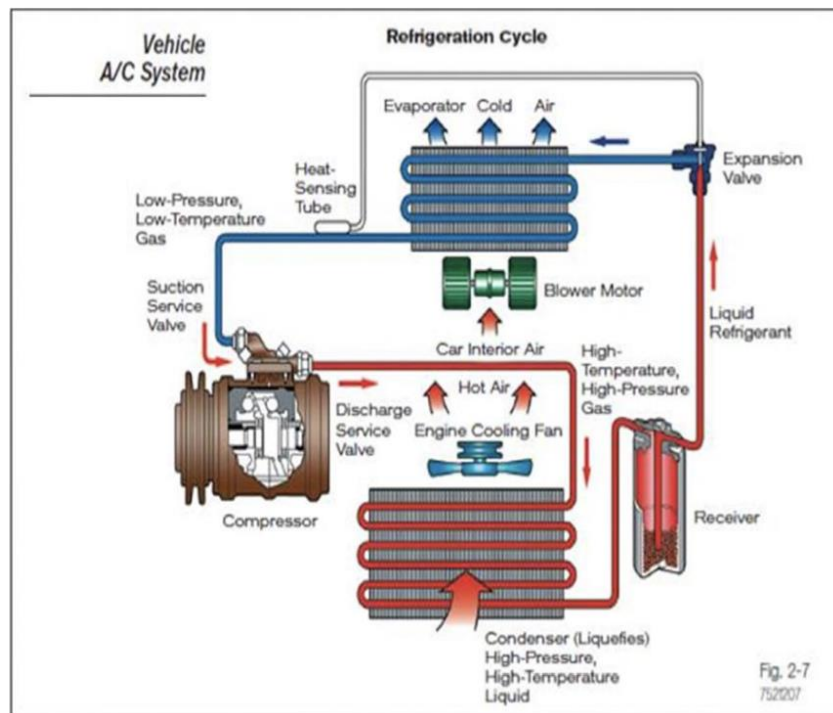 Vehicle
A/C System
Refrigeration Cycle
Evaporator Cold Air
Expansion
Valve
Heat-
Sensing
Tube
Low-Pressure,
Low-Temperature
Gas
Blower Motor
Suction
Service
Valve
Liquid
Refrigerant
Car Interior Air
High-
Temperature,
High-Pressure
Gas
Hot Air
Discharge
Service
Valve
Engine Cooling Fan
Compressor
Receiver
Condenser (Liquefies)
High-Pressure,
High-Temperature
Liquid
Fig. 2-7
7521207